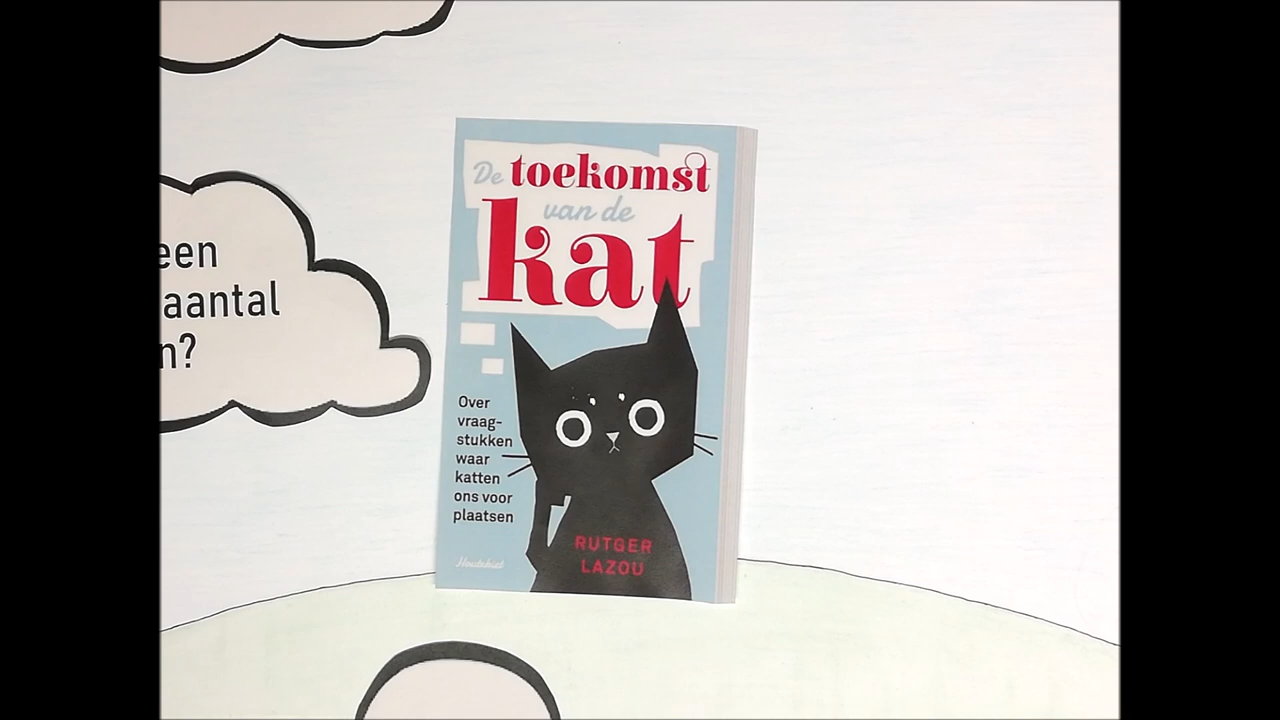 een
aantal
n?
De toekomst
van de
kat
Over
vraag-
stukken
waar
katten
ons voor
plaatsen
RUTGER
LAZOU
Houtekiet